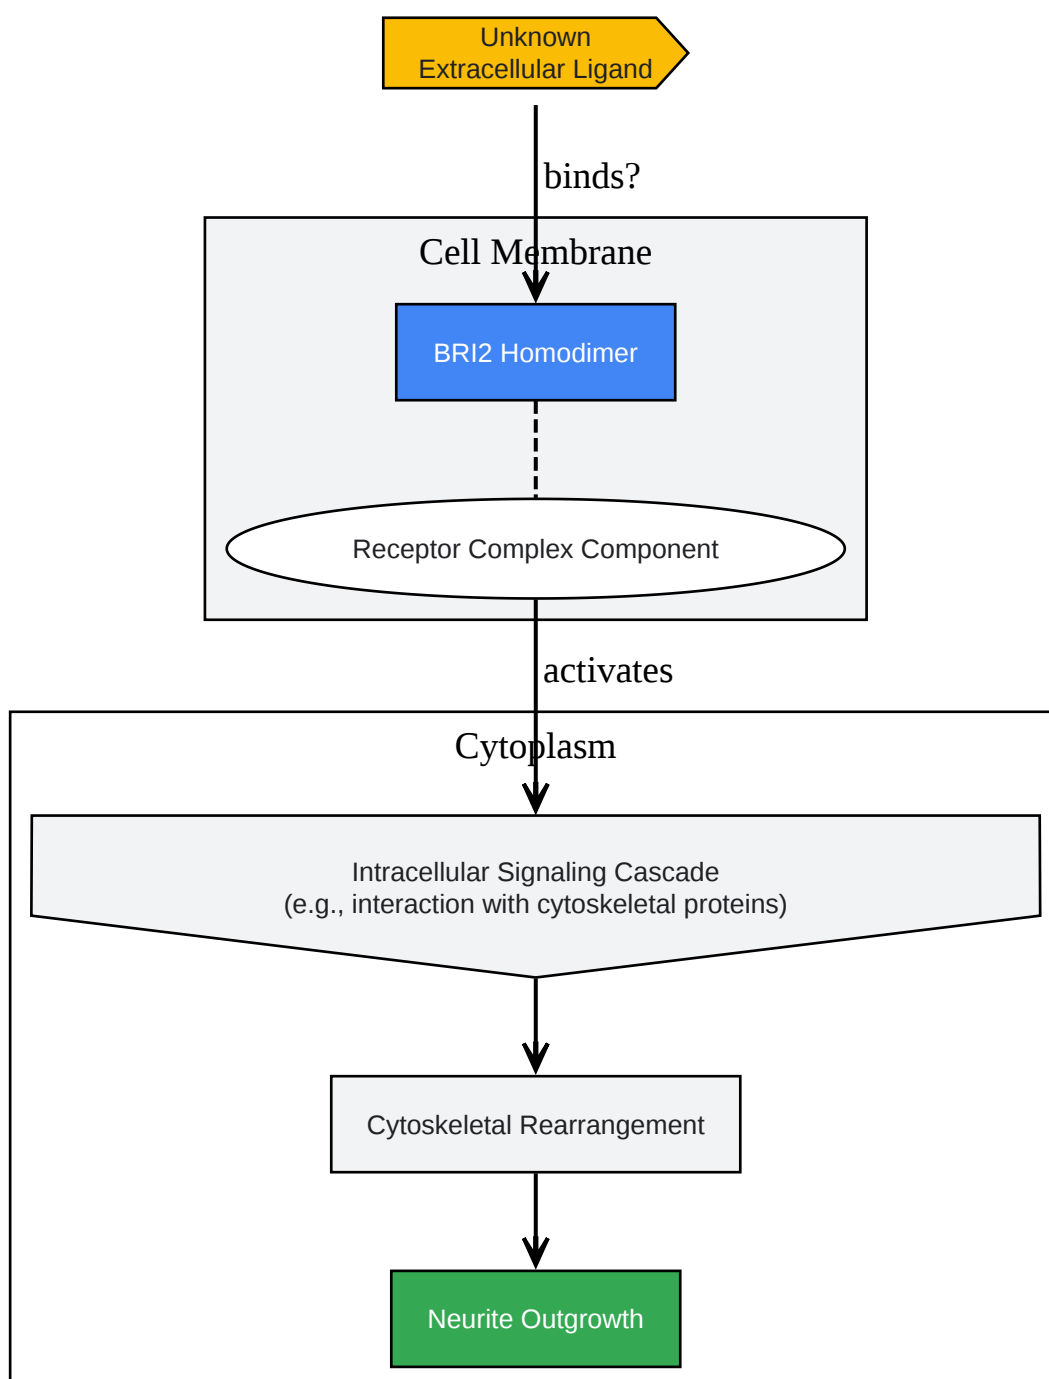 Unknown
Extracellular Ligand
binds?
Cell Membrane
BRI2 Homodimer
Receptor Complex Component
activates
Cytoplasm
Intracellular Signaling Cascade
(e.g., interaction with cytoskeletal proteins)
Cytoskeletal Rearrangement
Neurite Outgrowth